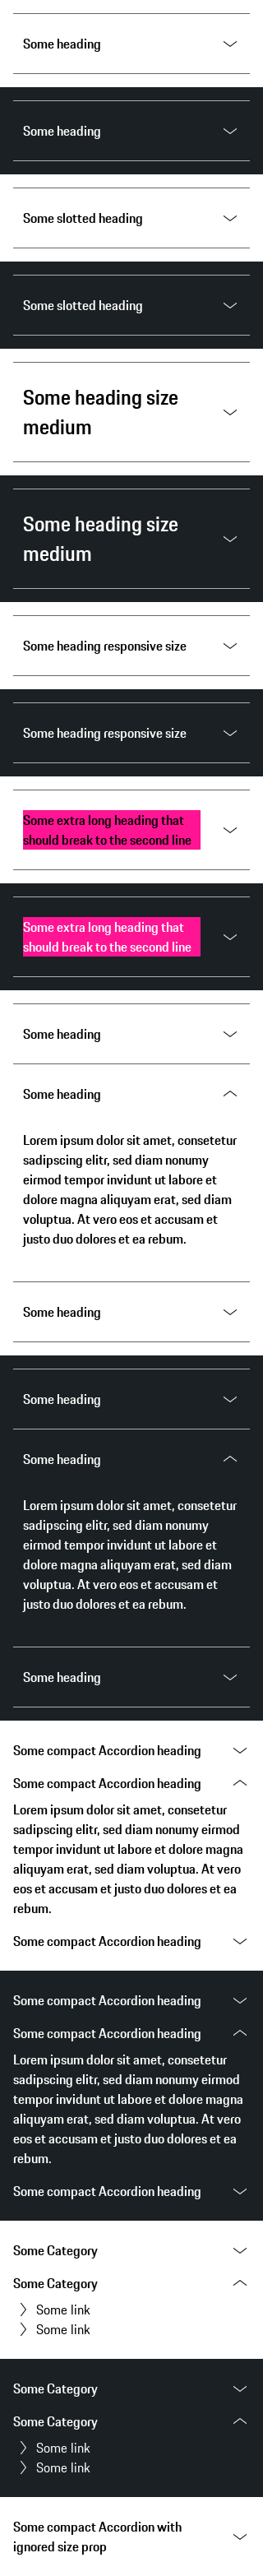 Some heading
Some heading
Some slotted heading
Some slotted heading
Some heading size
medium
Some heading size
medium
Some heading responsive size
Some heading responsive size
Some extra long heading that
should break to the second line
Some extra long heading that
should break to the second line
Some heading
Some heading
Lorem ipsum dolor sit amet, consetetur
sadipscing elitr, sed diam nonumy
eirmod tempor invidunt ut labore et
dolore magna aliquyam erat, sed diam
voluptua. At vero eos et accusam et
justo duo dolores et ea rebum.
Some heading
Some heading
Some heading
Lorem ipsum dolor sit amet, consetetur
sadipscing elitr, sed diam nonumy
eirmod tempor invidunt ut labore et
dolore magna aliquyam erat, sed diam
voluptua. At vero eos et accusam et
justo duo dolores et ea rebum.
Some heading
Some compact Accordion heading
Some compact Accordion heading
Lorem ipsum dolor sit amet, consetetur
sadipscing elitr, sed diam nonumy eirmod
tempor invidunt ut labore et dolore magna
aliquyam erat, sed diam voluptua. At vero
eos et accusam et justo duo dolores et ea
rebum.
Some compact Accordion heading
Some compact Accordion heading
Some compact Accordion heading
Lorem ipsum dolor sit amet, consetetur
sadipscing elitr, sed diam nonumy eirmod
tempor invidunt ut labore et dolore magna
aliquyam erat, sed diam voluptua. At vero
eos et accusam et justo duo dolores et ea
rebum.
Some compact Accordion heading
Some Category
Some Category
Some link
Some link
Some Category
Some Category
Some link
Some link
Some compact Accordion with
ignored size prop